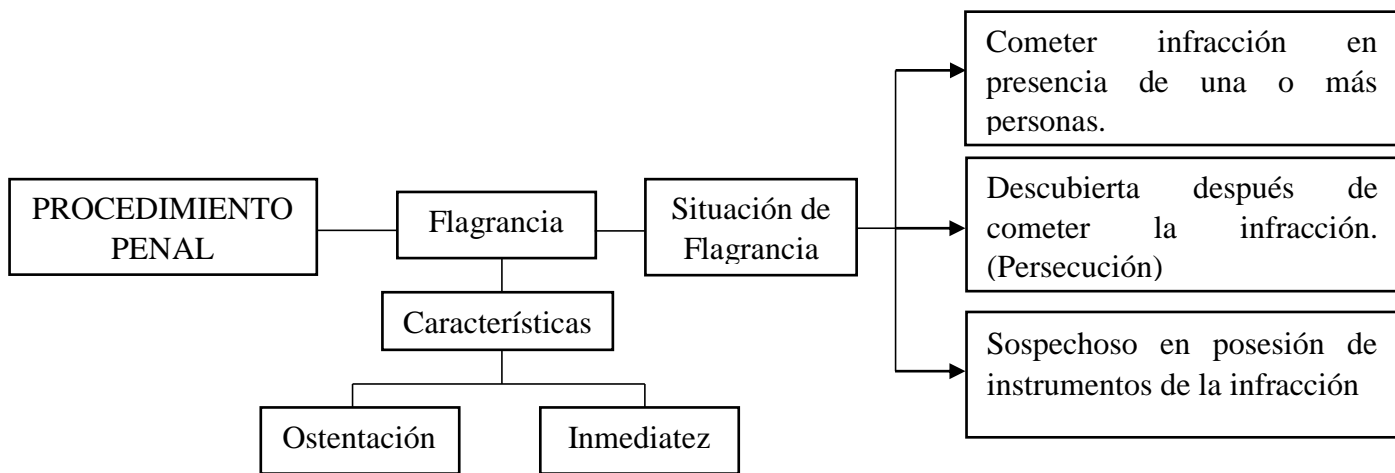 Cometer infracción en
presencia de una o más
personas.
PROCEDIMIENTO
PENAL
Flagrancia
Situación de
Flagrancia
Descubierta después de
cometer la infracción.
(Persecución)
Características
Sospechoso en posesión de
instrumentos de la infracción
Ostentación
Inmediatez